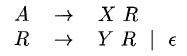 A → X R
R → Y R | ϵ